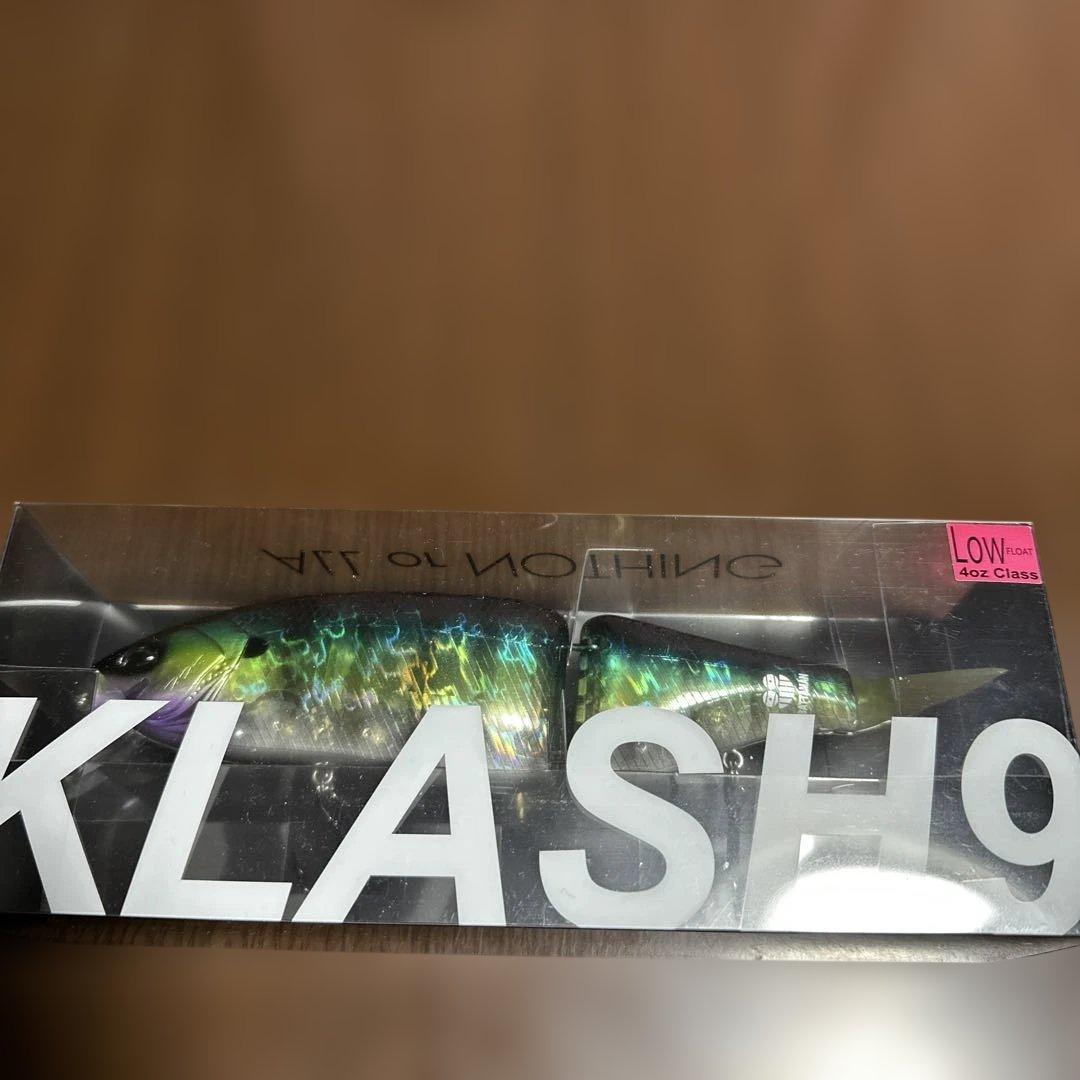 ALL or NOTHING
LOW FLOAT
4oz Class
KLASH9